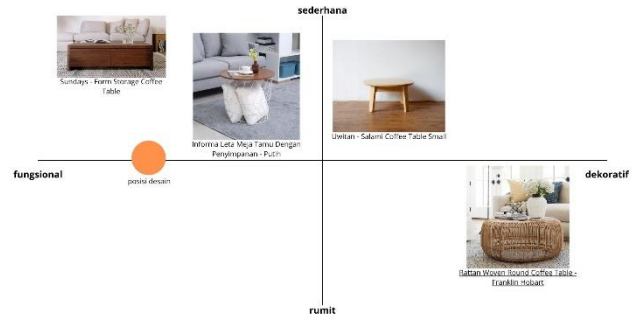 sederhana
Sundays - Form Storage Coffee
Table
Informa Leta Meja Tamu Dengan
Penyimpanan - Putih
Uwitan - Salami Coffee Table Small
fungsional
dekoratif
posisi desain
Rattan Woven Round Coffee Table -
Franklin Hobart
rumit